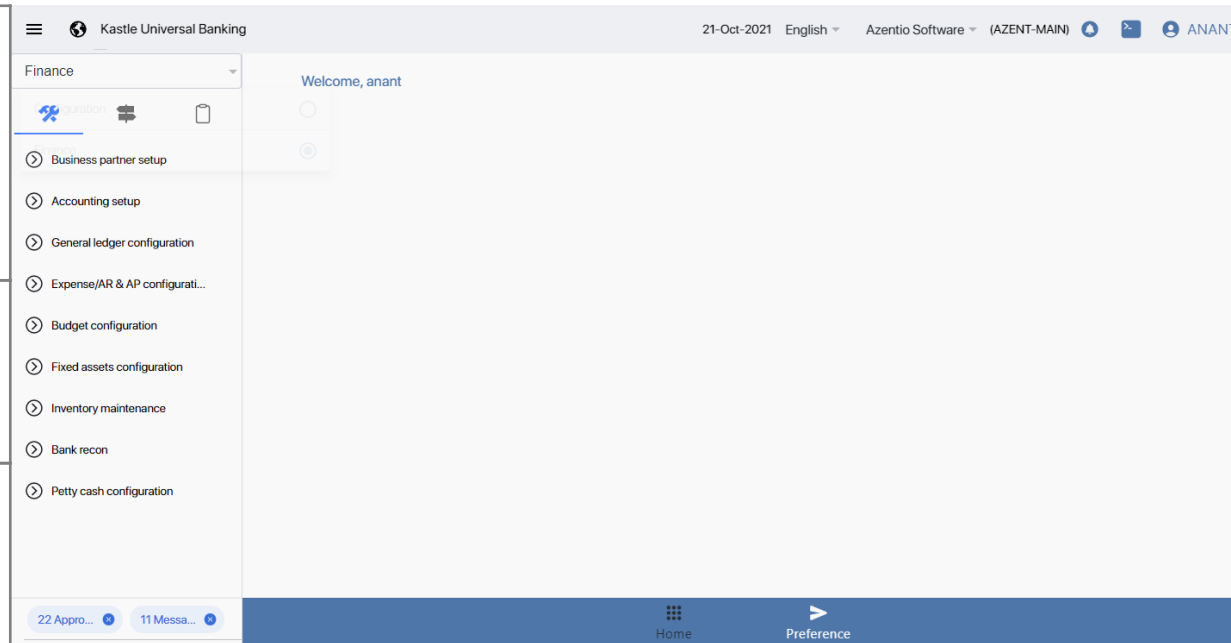 Kastle Universal Banking
21-Oct-2021 English Azentio Software (AZENT-MAIN) ANANT
Finance
Welcome, anant
Configuration
Finance
Business partner setup
Accounting setup
General ledger configuration
Expense/AR & AP configurati...
Budget configuration
Fixed assets configuration
Inventory maintenance
Bank recon
Petty cash configuration
22 Appro... 11 Messa...
Home Preference